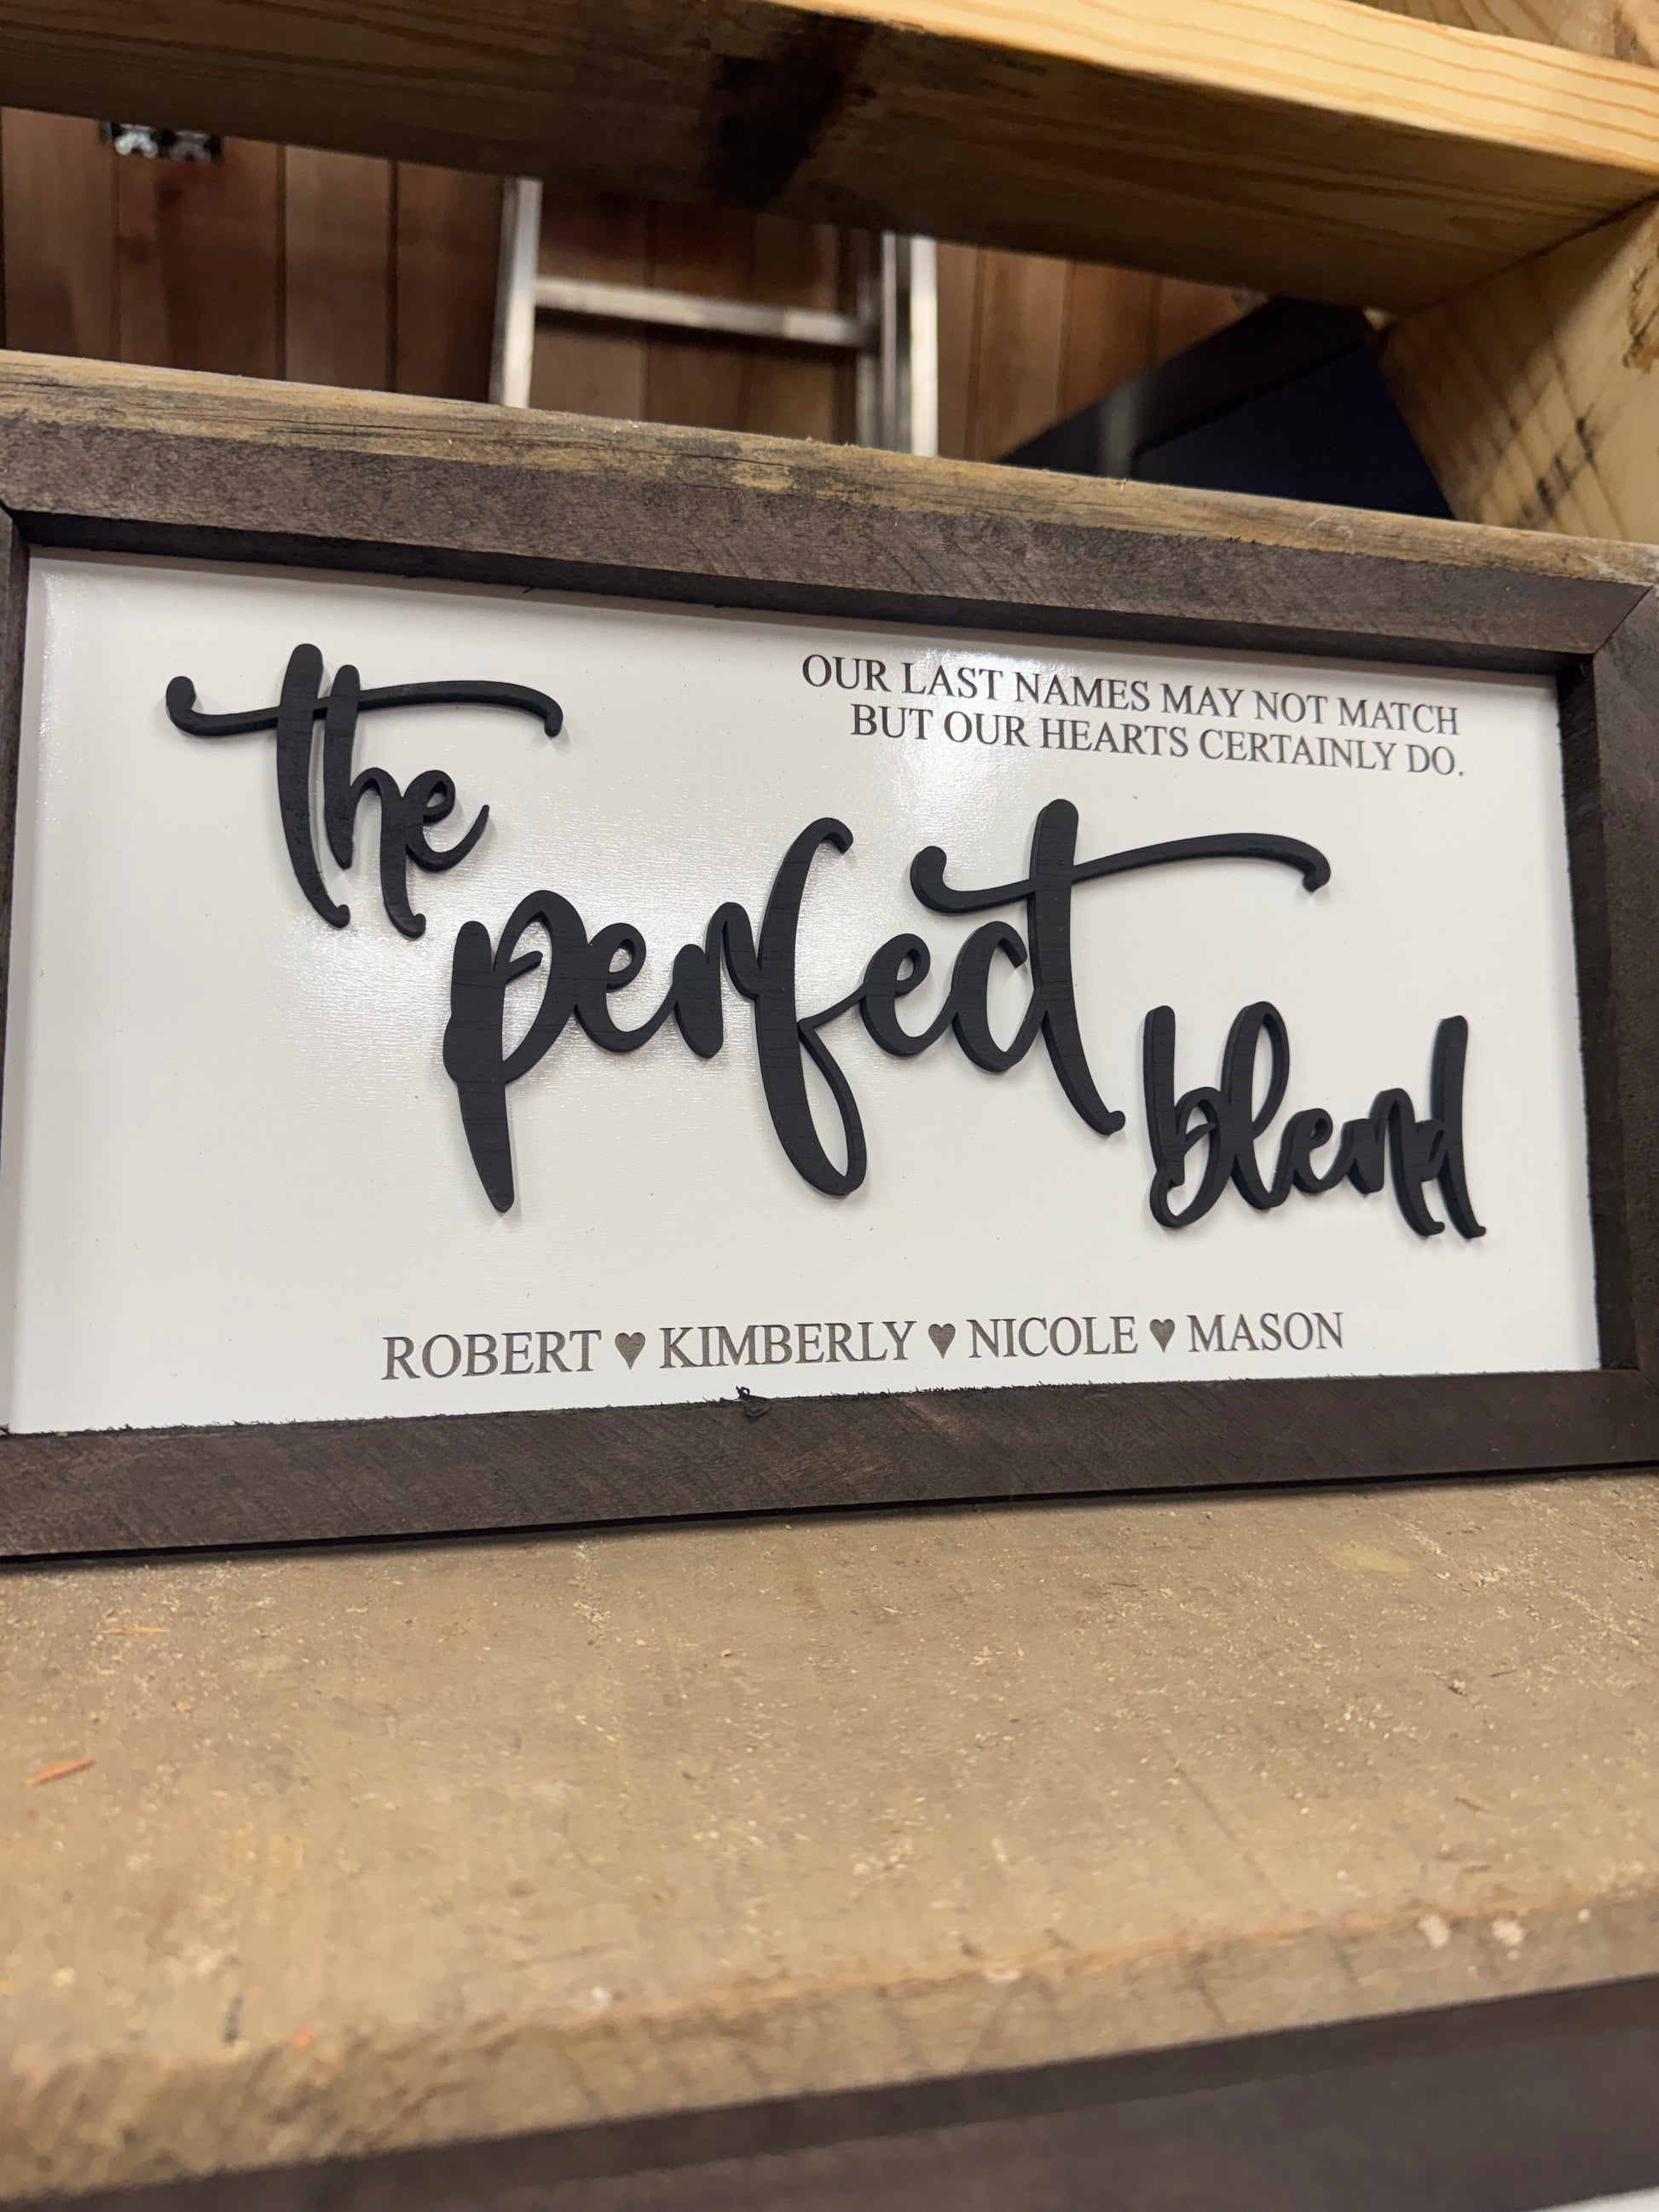 OUR LAST NAMES MAY NOT MATCH
BUT OUR HEARTS CERTAINLY DO.
the
perfect
blend
ROBERT ♥ KIMBERLY ♥ NICOLE ♥ MASON